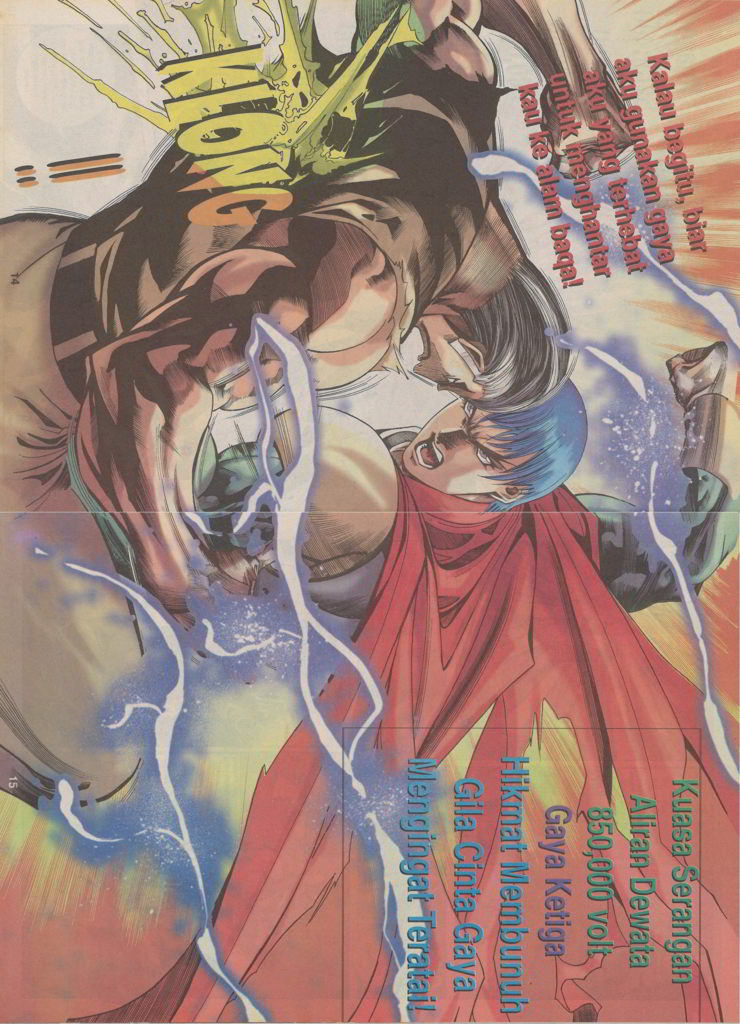 Kalau begitu, biar
aku gunakan gaya
aku yang terhebat
untuk menghantar
kau ke alam baqa!
KLONG
!!
Kuasa Serangan
Aliran Dewata
850,000 volt
Gaya Ketiga
Hikmat Membunuh
Gila Cinta Gaya
Mengingat Teratai!
14
15